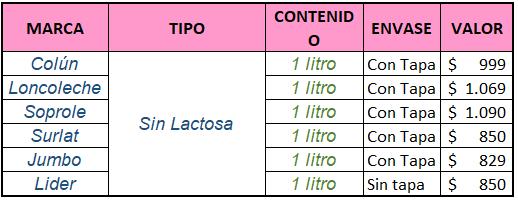 MARCA TIPO CONTENIDO ENVASE VALOR
Colún Sin Lactosa 1 litro Con Tapa $ 999
Loncoleche 1 litro Con Tapa $ 1.069
Soprole 1 litro Con Tapa $ 1.090
Surlat 1 litro Con Tapa $ 850
Jumbo 1 litro Con Tapa $ 829
Lider 1 litro Sin tapa $ 850